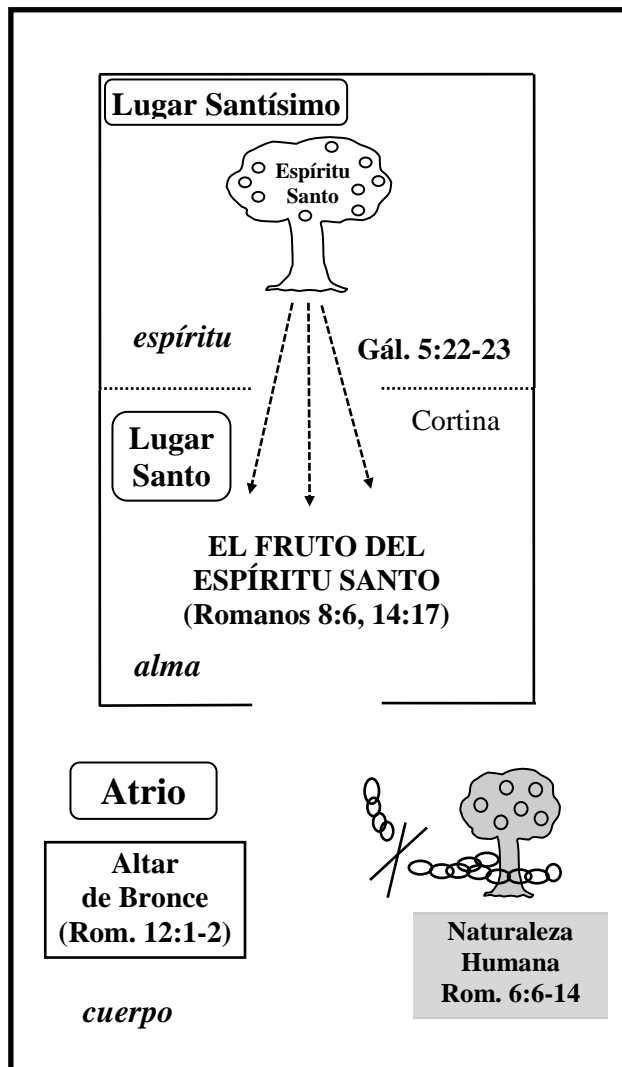 Lugar Santísimo
Espíritu
Santo
espíritu
Gál. 5:22-23
Cortina
Lugar
Santo
EL FRUTO DEL
ESPÍRITU SANTO
(Romanos 8:6, 14:17)
alma
Atrio
Altar
de Bronce
(Rom. 12:1-2)
Naturaleza
Humana
Rom. 6:6-14
cuerpo